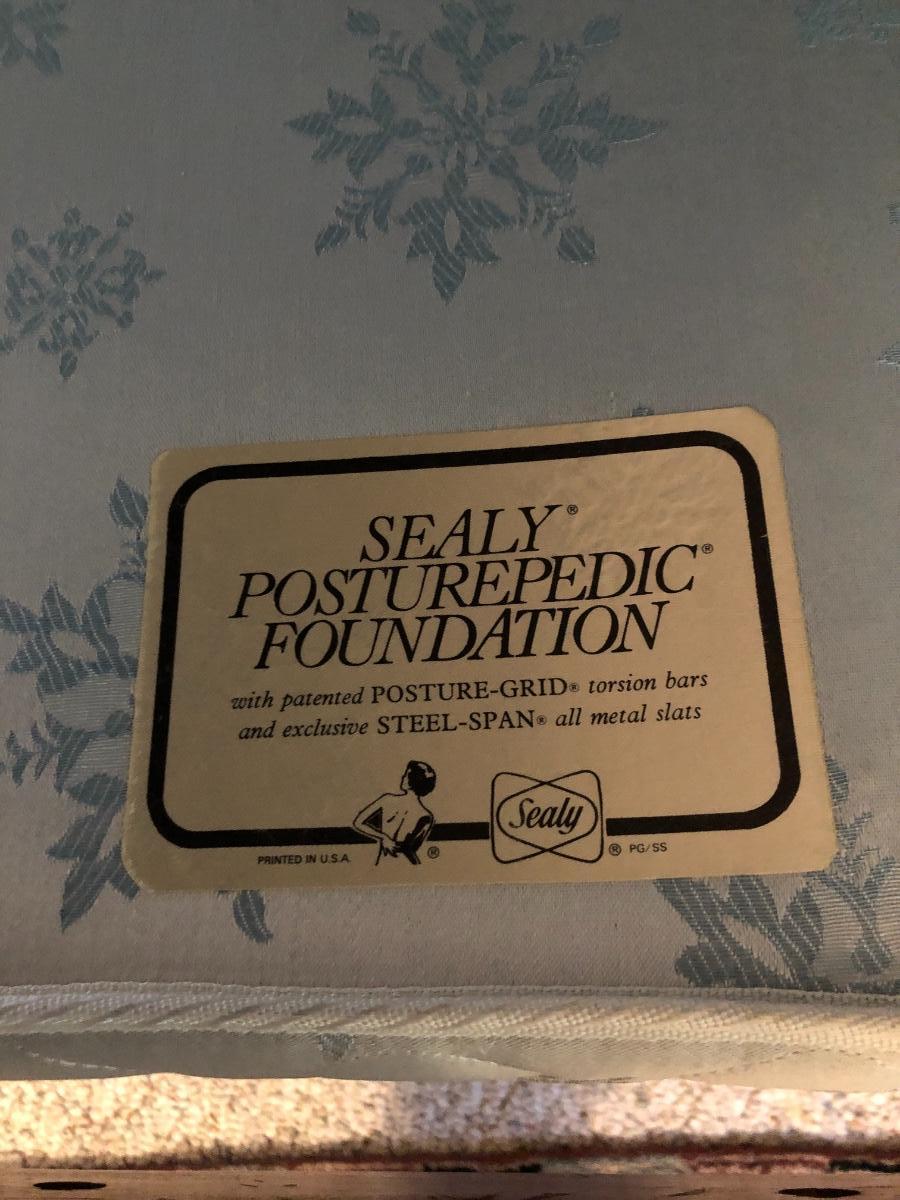 SEALY®
POSTUREPEDIC®
FOUNDATION
with patented POSTURE-GRID® torsion bars
and exclusive STEEL-SPAN® all metal slats
Sealy
PRINTED IN U.S.A. ® ® PG/SS